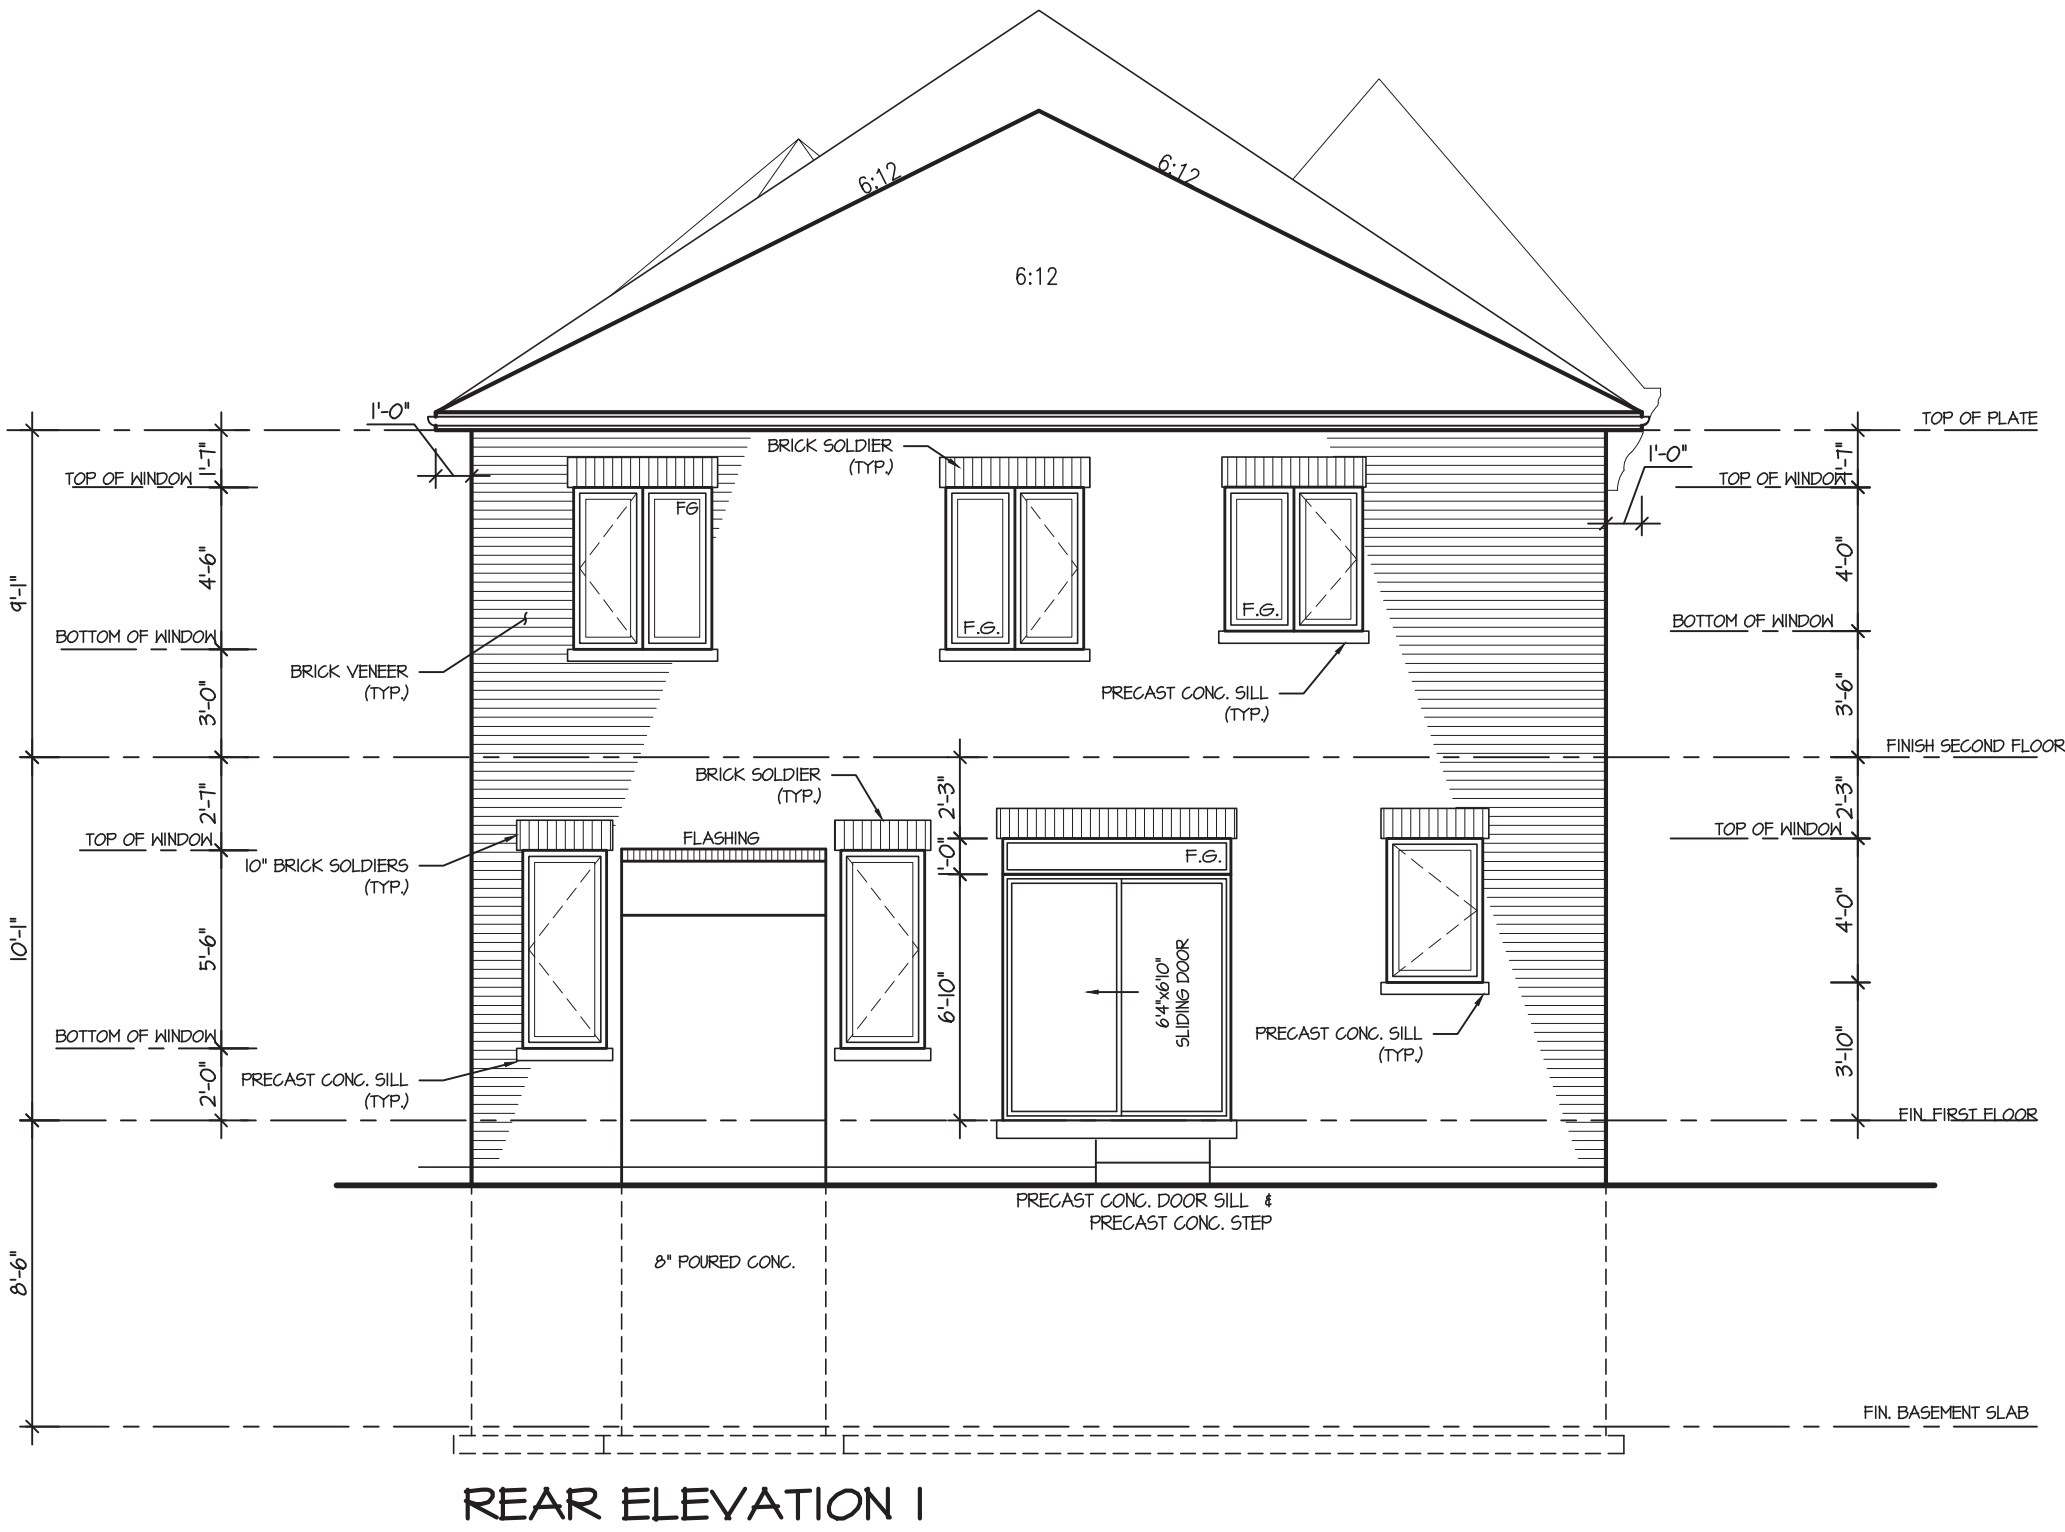 6:12
6:12
6:12
1'-0"
TOP OF PLATE
BRICK SOLDIER
(TYP.)
1'-7"
1'-7"
1'-0"
TOP OF WINDOW
TOP OF WINDOW
FG
4'-6"
4'-0"
9'-1"
F.G.
F.G.
BOTTOM OF WINDOW
BOTTOM OF WINDOW
BRICK VENEER
(TYP.)
PRECAST CONC. SILL
(TYP.)
3'-0"
3'-6"
FINISH SECOND FLOOR
BRICK SOLDIER
(TYP.)
2'-7"
2'-3"
2'-3"
TOP OF WINDOW
FLASHING
TOP OF WINDOW
10" BRICK SOLDIERS
(TYP.)
1'-0"
F.G.
10'-1"
5'-6"
6'-10"
6'4"x6'10"
SLIDING DOOR
4'-0"
BOTTOM OF WINDOW
PRECAST CONC. SILL
(TYP.)
3'-10"
PRECAST CONC. SILL
(TYP.)
2'-0"
FIN. FIRST FLOOR
PRECAST CONC. DOOR SILL &
PRECAST CONC. STEP
8'-6"
8" POURED CONC.
FIN. BASEMENT SLAB
REAR ELEVATION 1